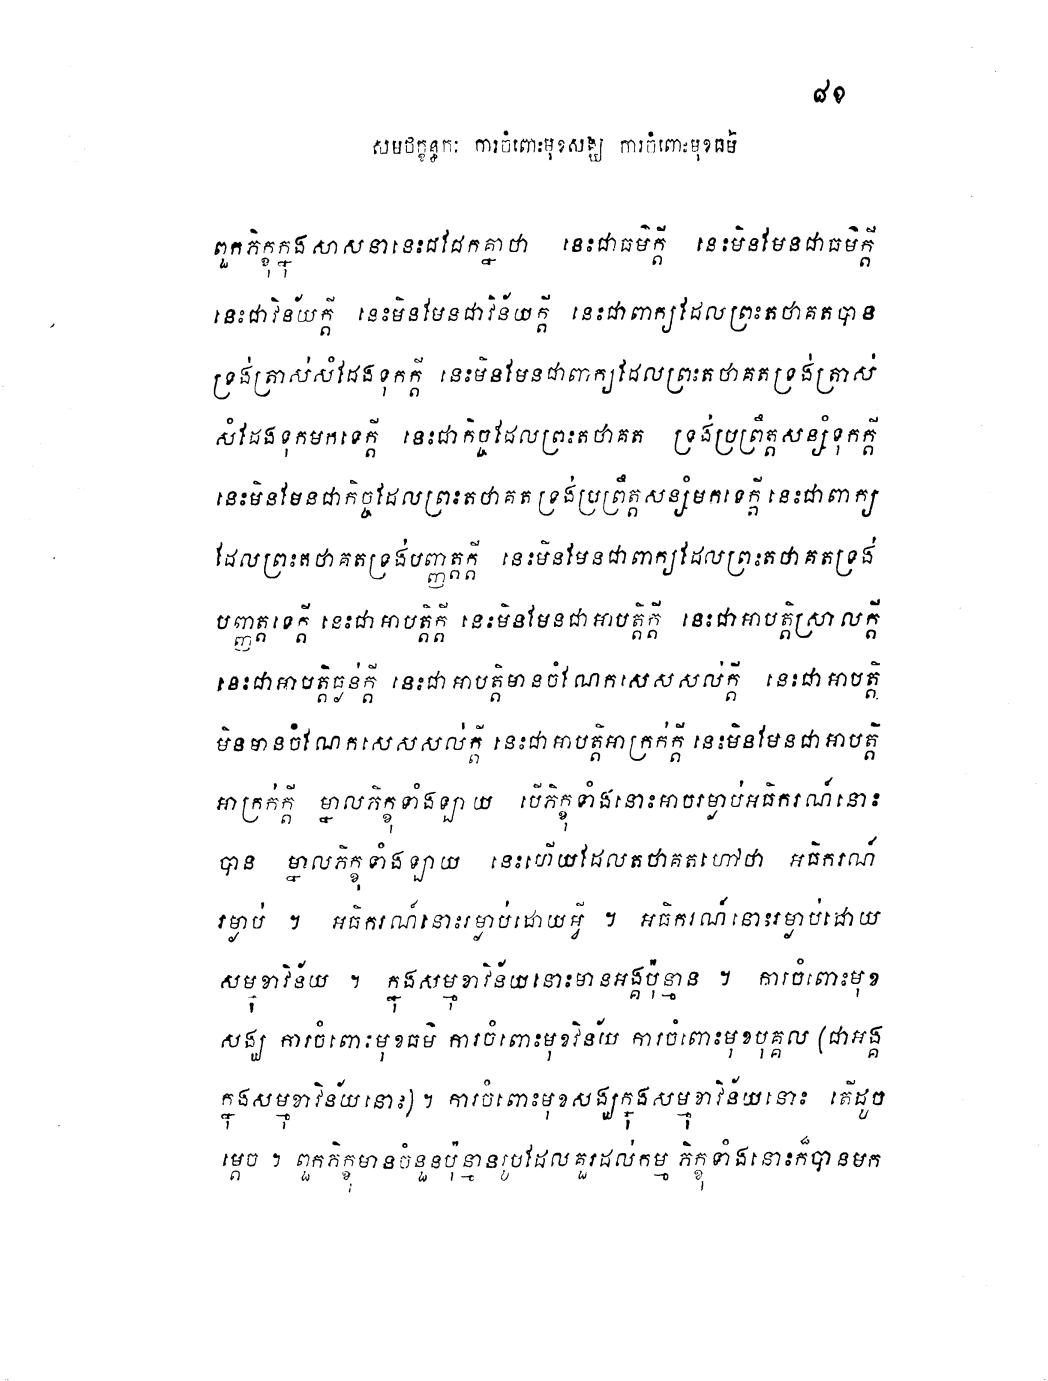 ៨១
សមថក្ខន្ធកៈ ការចំពោះមុខសង្ឃ ការចំពោះមុខធម៌
ពួកភិក្ខុក្នុងសាសនានេះជជែកគ្នាថា នេះជាធម៌ក្តី នេះមិនមែនជាធម៌ក្តី
នេះជាវិន័យក្តី នេះមិនមែនជាវិន័យក្តី នេះជាពាក្យដែលព្រះតថាគតបាន
ទ្រង់ត្រាស់សំដែងទុកក្តី នេះមិនមែនជាពាក្យដែលព្រះតថាគតទ្រង់ត្រាស់
សំដែងទុកមកទេក្តី នេះជាកិច្ចដែលព្រះតថាគត ទ្រង់ប្រព្រឹត្តសន្សំទុកក្តី
នេះមិនមែនជាកិច្ចដែលព្រះតថាគតទ្រង់ប្រព្រឹត្តសន្សំមកទេក្តី នេះជាពាក្យ
ដែលព្រះតថាគតទ្រង់បញ្ញត្តក្តី នេះមិនមែនជាពាក្យដែលព្រះតថាគតទ្រង់
បញ្ញត្តទេក្តី នេះជាអាបត្តិក្តី នេះមិនមែនជាអាបត្តិក្តី នេះជាអាបត្តិស្រាលក្តី
នេះជាអាបត្តិធ្ងន់ក្តី នេះជាអាបត្តិមានចំណែកសេសសល់ក្តី នេះជាអាបត្តិ
មិនមានចំណែកសេសសល់ក្តី នេះជាអាបត្តិអាក្រក់ក្តី នេះមិនមែនជាអាបត្តិ
អាក្រក់ក្តី ម្នាលភិក្ខុទាំងឡាយ បើភិក្ខុទាំងនោះអាចរម្ងាប់អធិករណ៍នោះ
បាន ម្នាលភិក្ខុទាំងឡាយ នេះហើយដែលតថាគតហៅថា អធិករណ៍
រម្ងាប់ ។ អធិករណ៍នោះរម្ងាប់ដោយអ្វី ។ អធិករណ៍នោះរម្ងាប់ដោយ
សម្មុខាវិន័យ ។ ក្នុងសម្មុខាវិន័យនោះមានអង្គប៉ុន្មាន ។ ការចំពោះមុខ
សង្ឃ ការចំពោះមុខធម៌ ការចំពោះមុខវិន័យ ការចំពោះមុខបុគ្គល (ជាអង្គ
ក្នុងសម្មុខាវិន័យនោះ) ។ ការចំពោះមុខសង្ឃក្នុងសម្មុខាវិន័យនោះ តើដូច
ម្តេច ។ ពួកភិក្ខុមានចំនួនប៉ុន្មានរូបដែលគួរដល់កម្ម ភិក្ខុទាំងនោះក៏បានមក